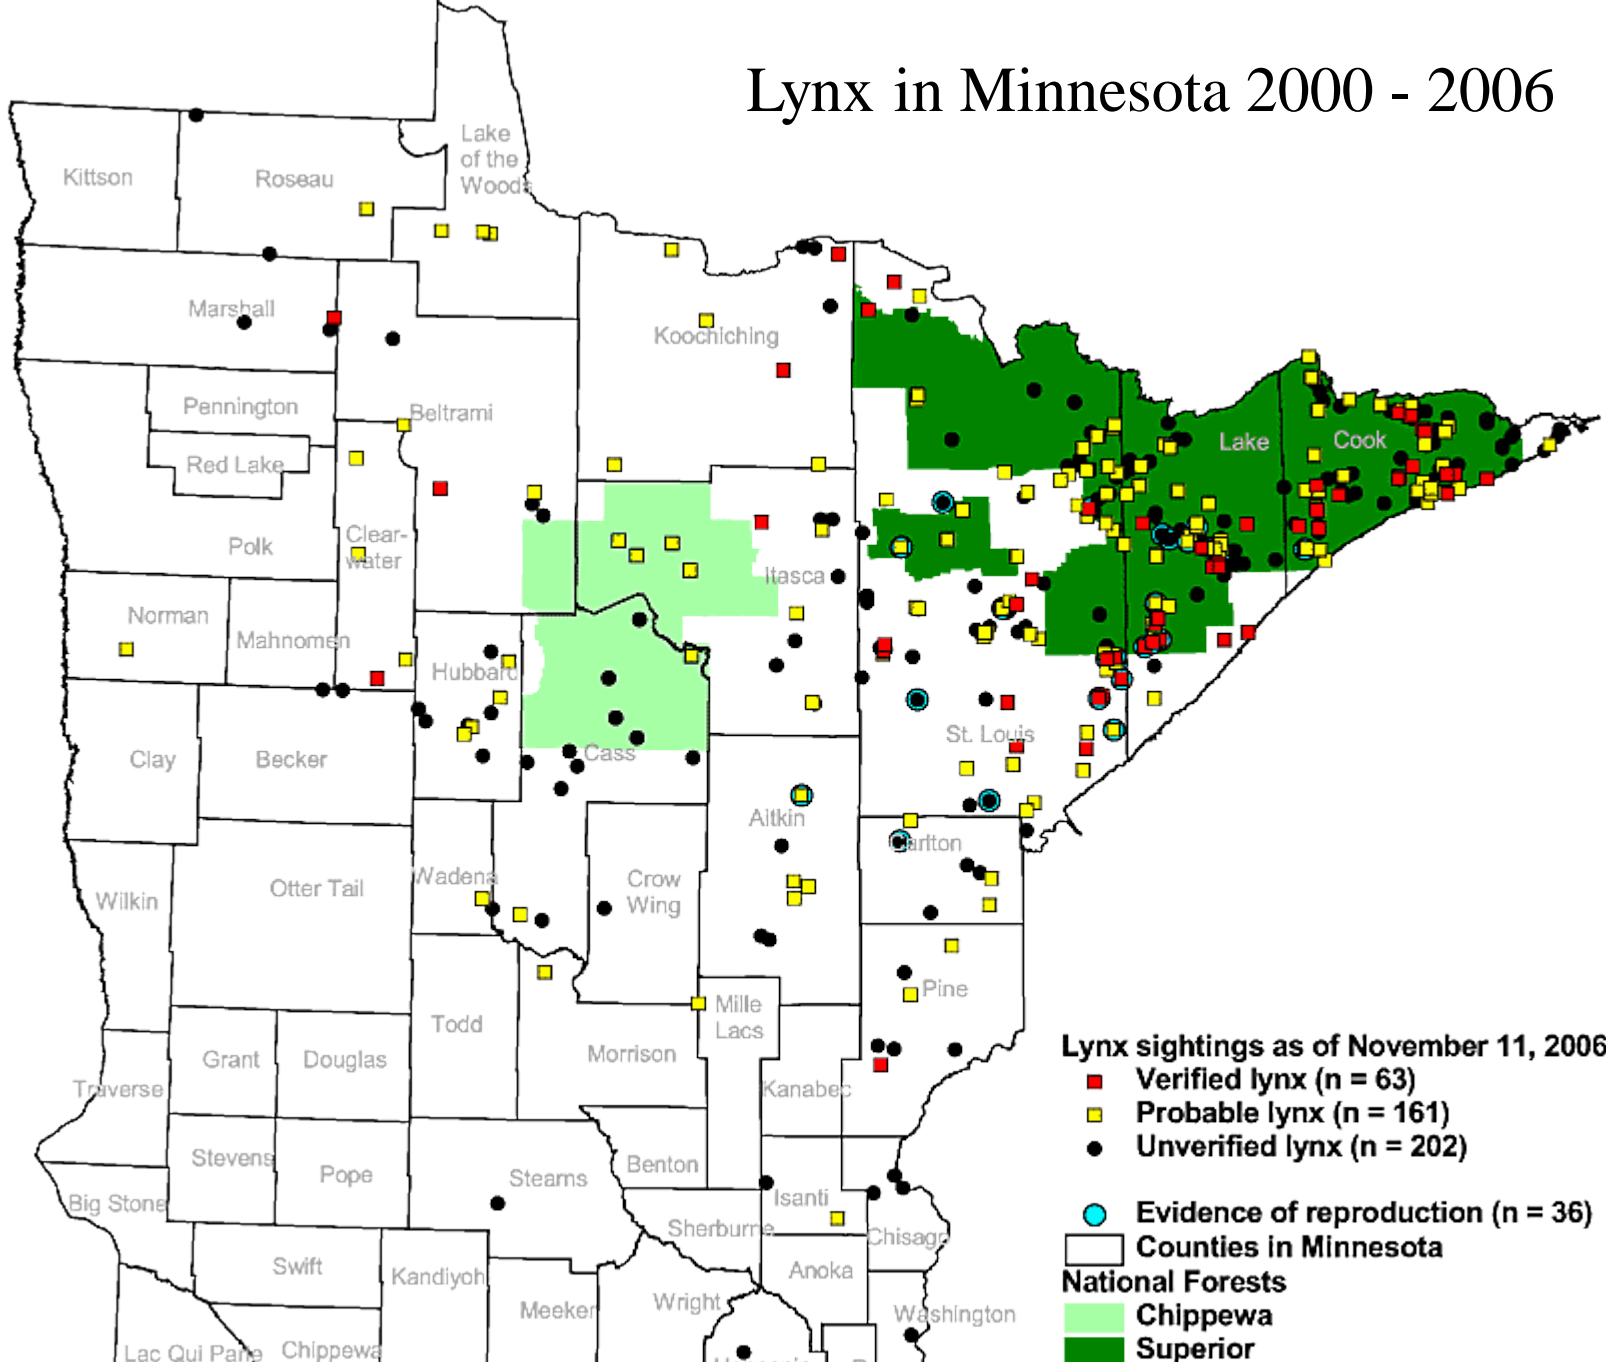 Lynx in Minnesota 2000 - 2006
Lake
of the
Woods
Kittson
Roseau
Marshall
Koochiching
Pennington
Beltrami
Red Lake
Lake
Cook
Polk
Clear-
water
Itasca
Norman
Mahnomen
Hubbard
St. Louis
Clay
Becker
Cass
Aitkin
Carlton
Wilkin
Otter Tail
Wadena
Crow
Wing
Pine
Mille
Lacs
Todd
Grant
Douglas
Morrison
Traverse
Kanabec
Stevens
Pope
Stearns
Benton
Big Stone
Isanti
Sherburne
Chisago
Swift
Kandiyoh
Anoka
Meeker
Wright
Washington
Lac Qui Parle
Chippewa
Lynx sightings as of November 11, 2006
Verified lynx (n = 63)
Probable lynx (n = 161)
Unverified lynx (n = 202)
Evidence of reproduction (n = 36)
Counties in Minnesota
National Forests
Chippewa
Superior